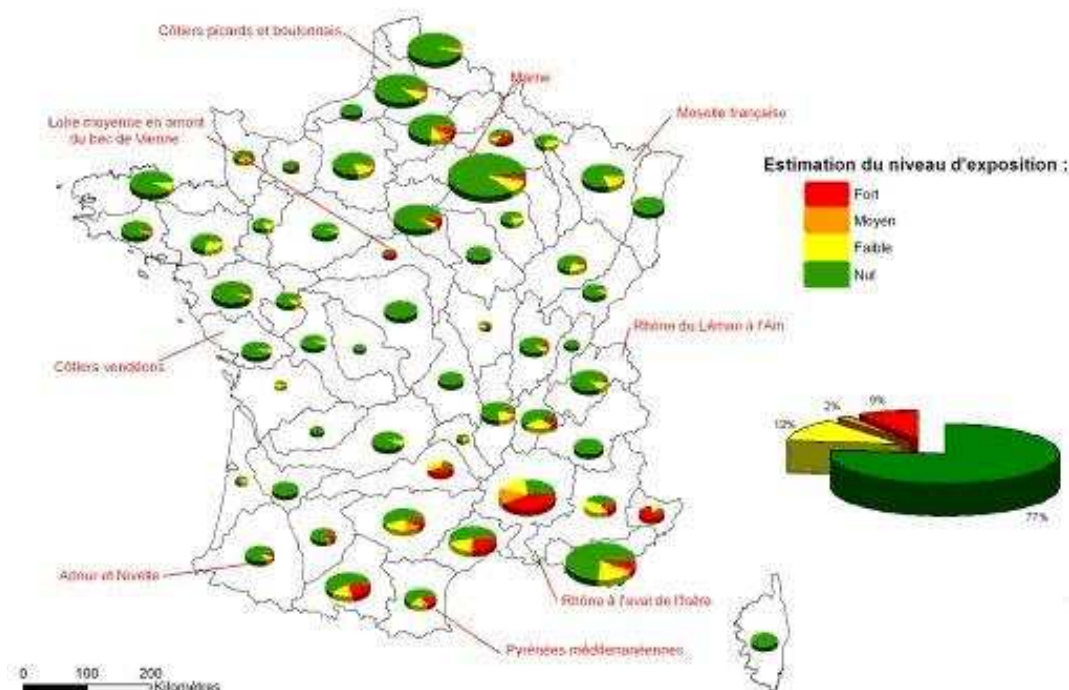 Côtiers picards et boulonnais
Marne
Moselle française
Loire moyenne en amont
du bec de Vienne
Estimation du niveau d'exposition :
Fort
Moyen
Faible
Nul
Rhône du Léman à l'Ain
Côtiers vendéens
9%
2%
12%
77%
Adour et Nivelle
Rhône à l'aval de l'Isère
Pyrénées méditerranéennes
0 100 200
Kilomètres